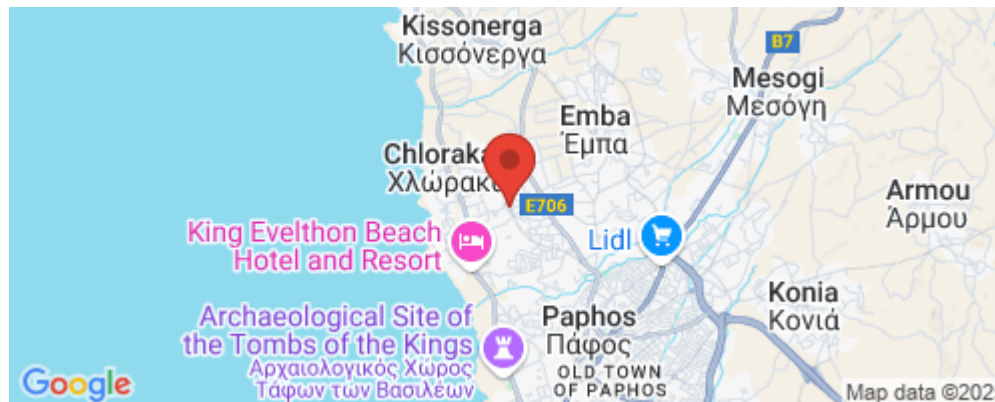 Kissonerga
Κισσόνεργα
B7
Mesogi
Μεσόγη
Emba
Έμπα
Chloraka
Χλώρακα
E706
Armou
Άρμου
King Evelthon Beach
Hotel and Resort
Lidl
Konia
Κονιά
Archaeological Site of
the Tombs of the Kings
Αρχαιολογικός Χώρος
Τάφων των Βασιλέων
Paphos
Πάφος
OLD TOWN
OF PAPHOS
Google
Map data ©202